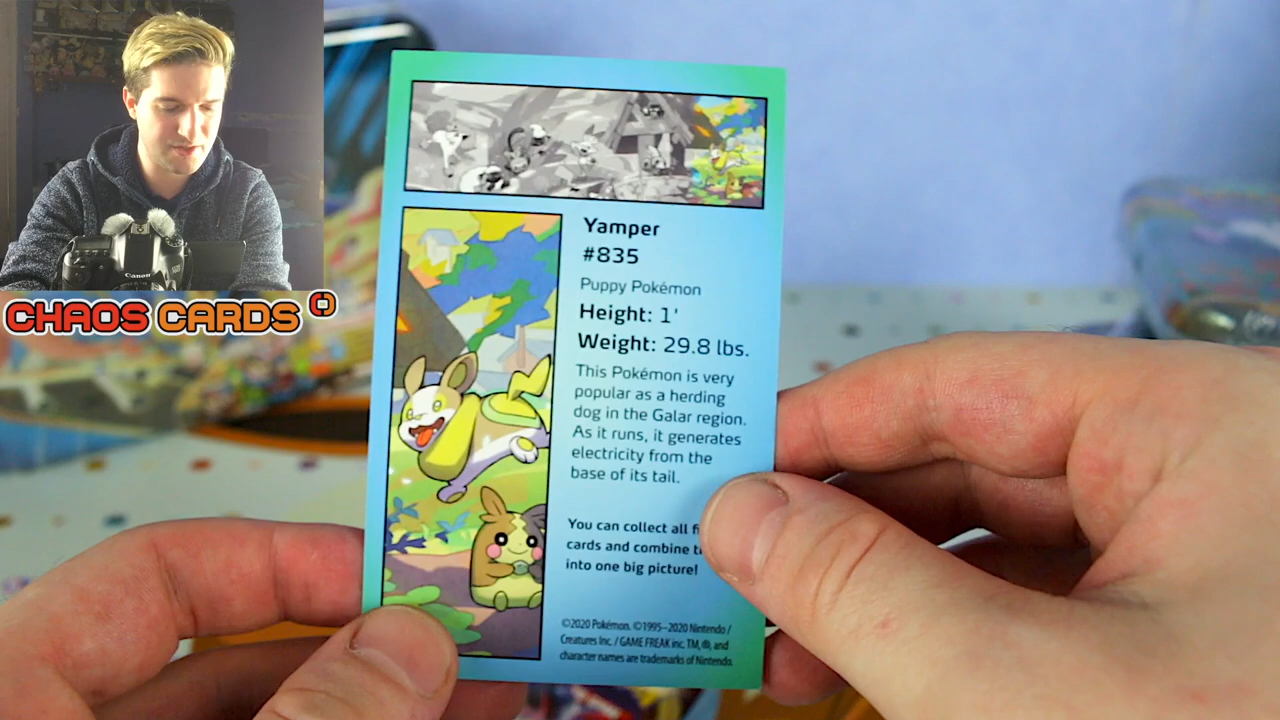 CHAOS CARDS
Canon
Yamper
#835
Puppy Pokémon
Height: 1'
Weight: 29.8 lbs.
This Pokémon is very
popular as a herding
dog in the Galar region.
As it runs, it generates
electricity from the
base of its tail.
You can collect all
cards and combine
into one big picture!
©2020 Pokémon. ©1995–2020 Nintendo /
Creatures Inc. / GAME FREAK inc. TM, ®, and
character names are trademarks of Nintendo.